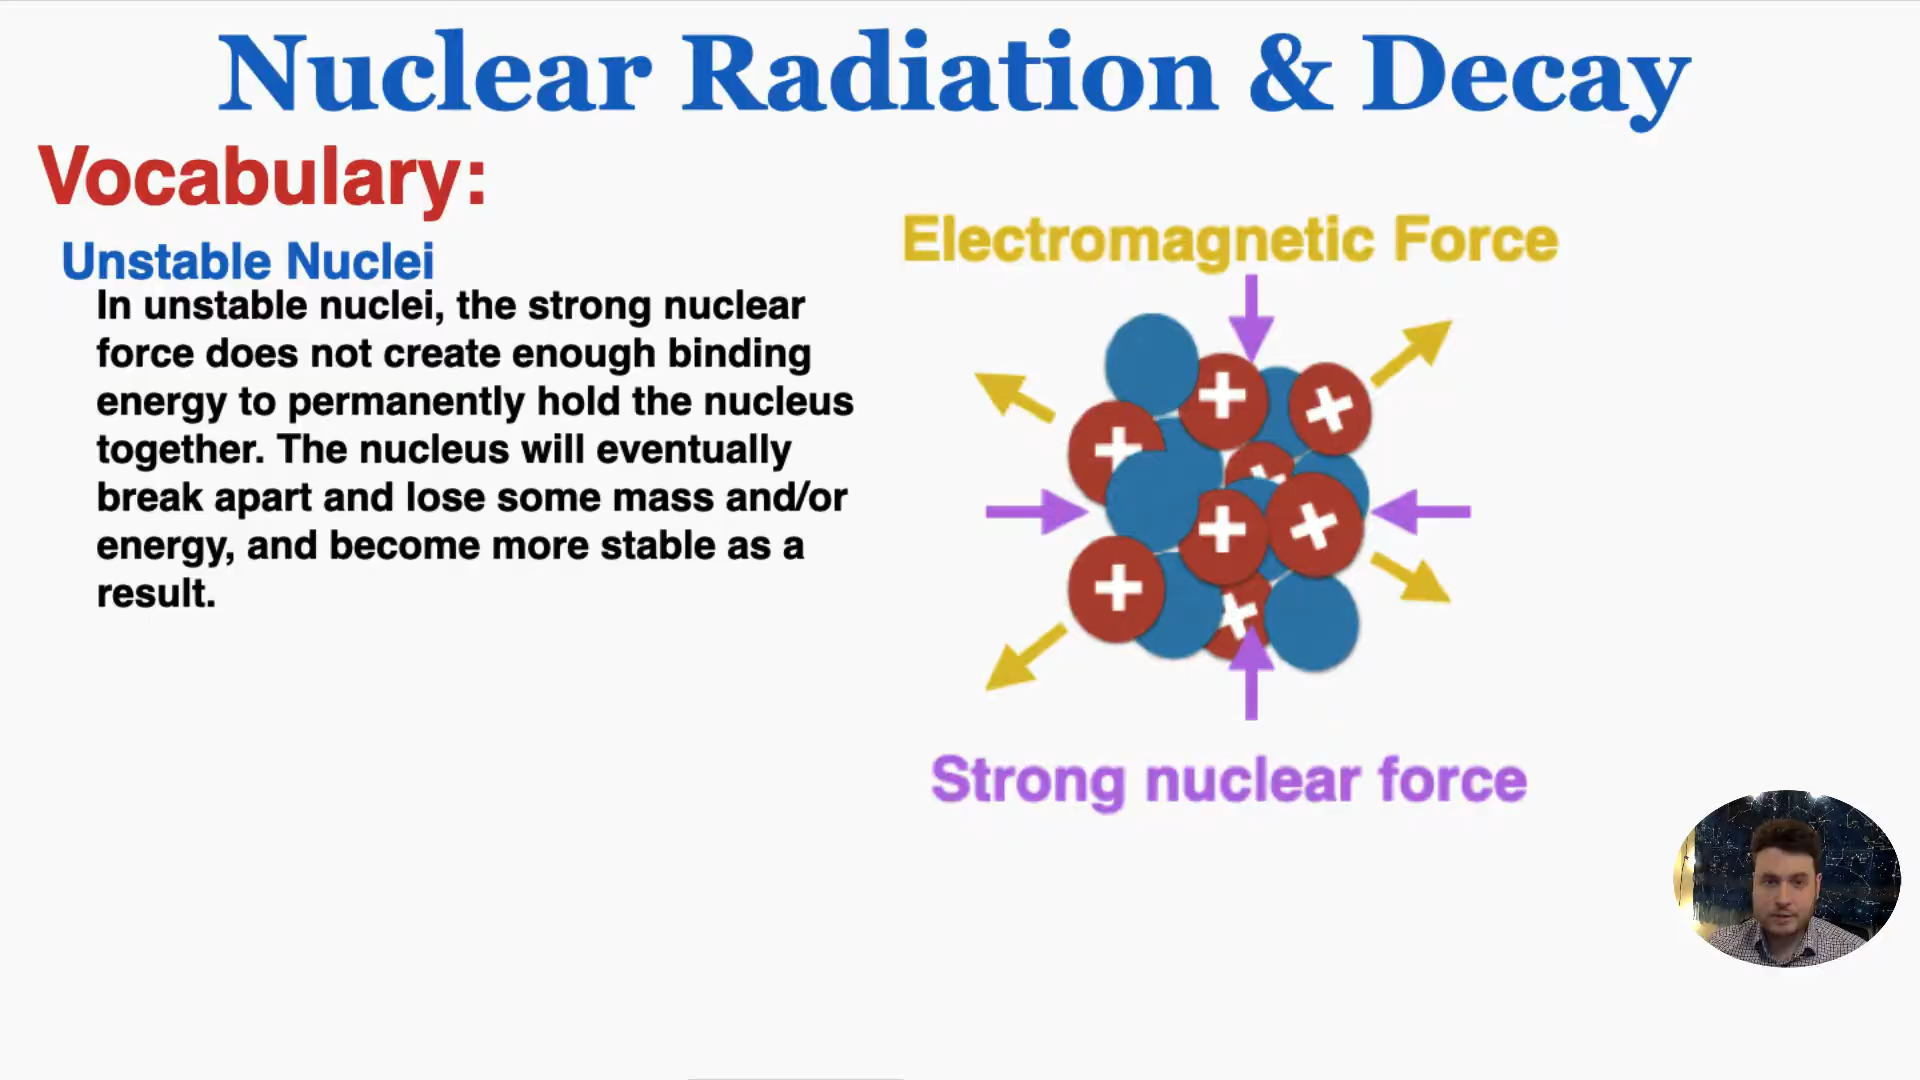 Nuclear Radiation & Decay
Vocabulary:
Unstable Nuclei
In unstable nuclei, the strong nuclear
force does not create enough binding
energy to permanently hold the nucleus
together. The nucleus will eventually
break apart and lose some mass and/or
energy, and become more stable as a
result.
Electromagnetic Force
+ +
+ +
+ +
+ +
Strong nuclear force